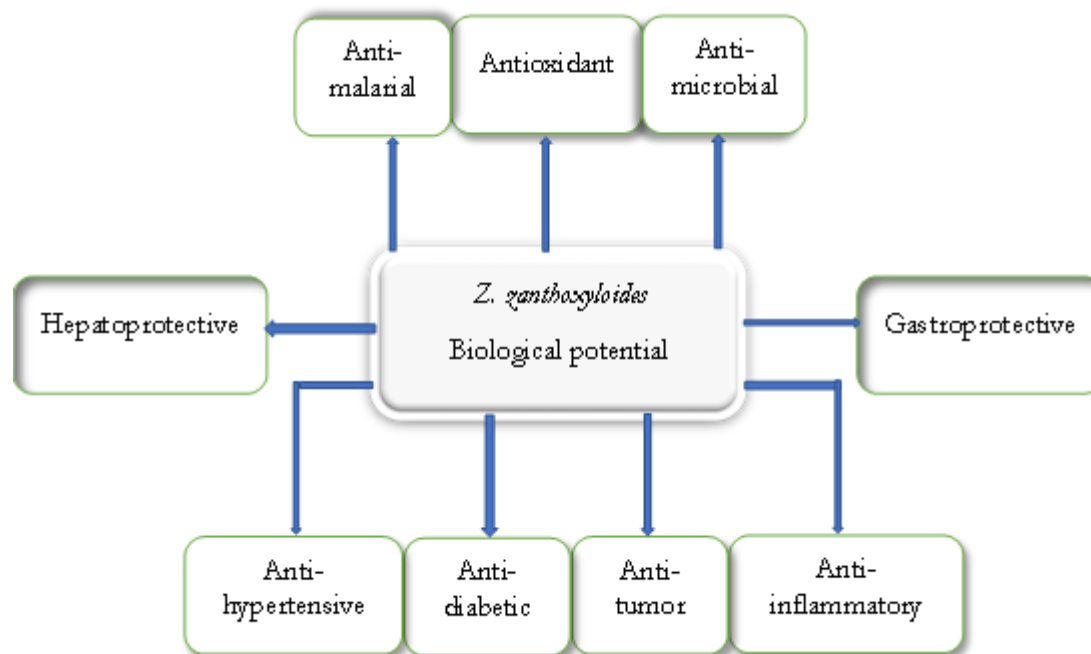 Anti-
malarial
Antioxidant
Anti-
microbial
Z. zanthoxyloides
Biological potential
Hepatoprotective
Gastroprotective
Anti-
hypertensive
Anti-
diabetic
Anti-
tumor
Anti-
inflammatory